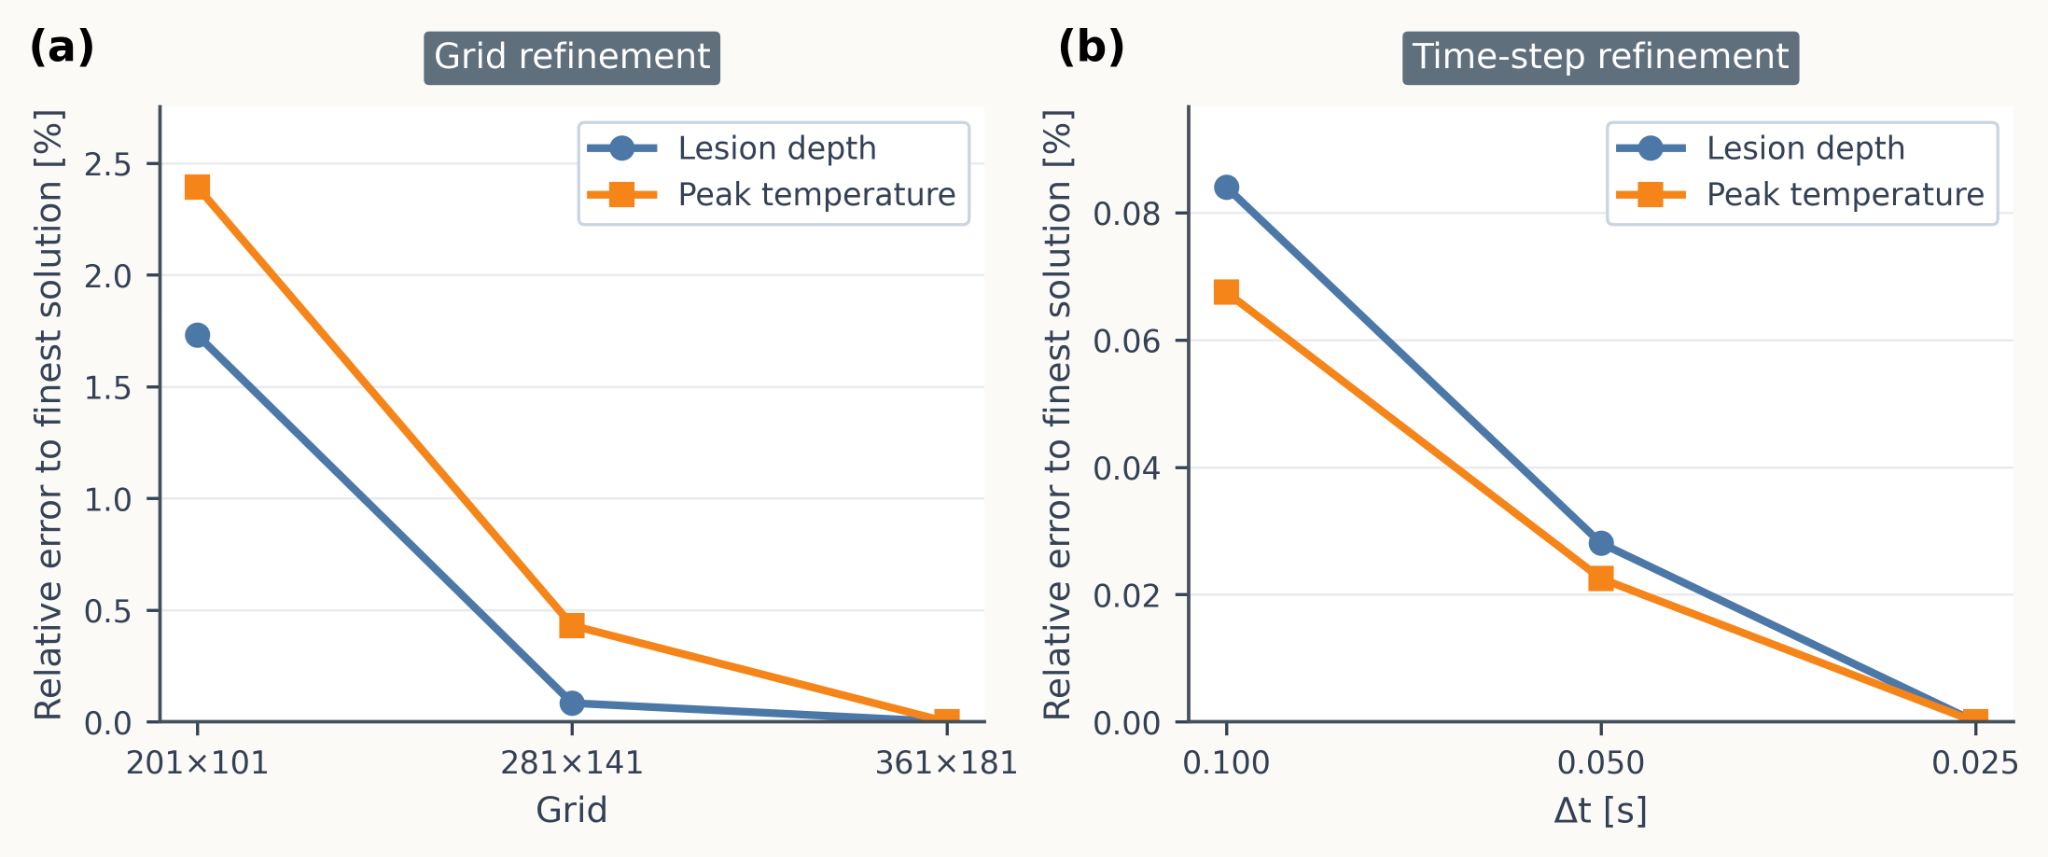 (a)
Grid refinement
Relative error to finest solution [%]
2.5
2.0
1.5
1.0
0.5
0.0
Lesion depth
Peak temperature
201×101
281×141
361×181
Grid
(b)
Time-step refinement
Relative error to finest solution [%]
0.08
0.06
0.04
0.02
0.00
Lesion depth
Peak temperature
0.100
0.050
0.025
Δt [s]